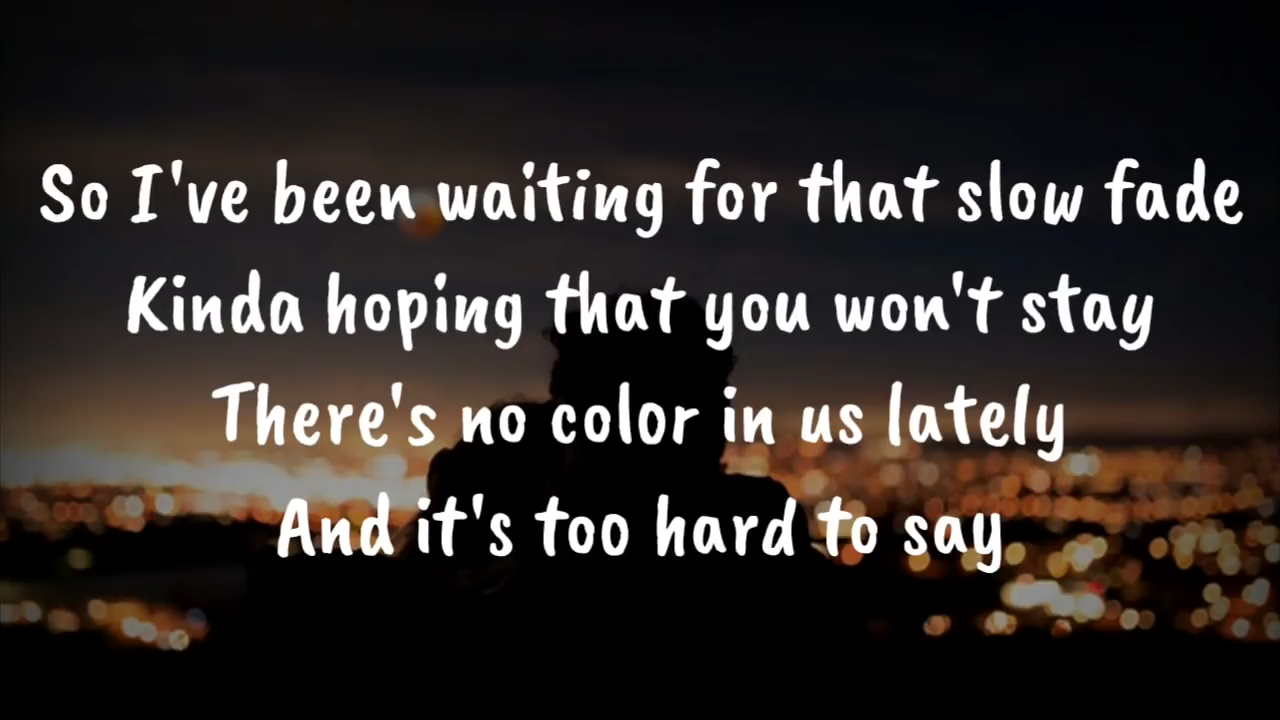 So I've been waiting for that slow fade
Kinda hoping that you won't stay
There's no color in us lately
And it's too hard to say